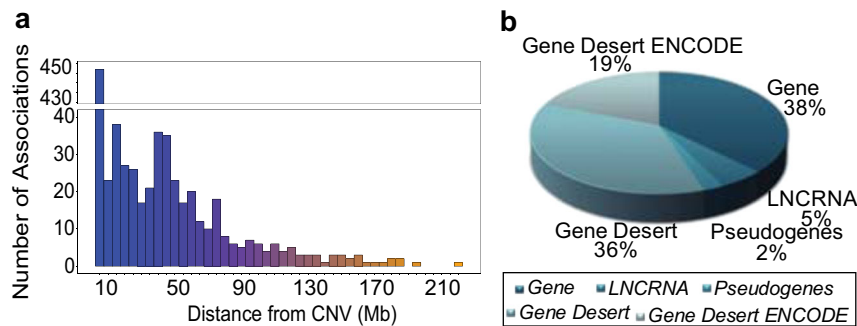 a
Number of Associations
450
430
40
30
20
10
0
10 50 90 130 170 210
Distance from CNV (Mb)
b
Gene Desert ENCODE
19%
Gene
38%
LNCRNA
5%
Pseudogenes
2%
Gene Desert
36%
Gene LNCRNA Pseudogenes
Gene Desert Gene Desert ENCODE